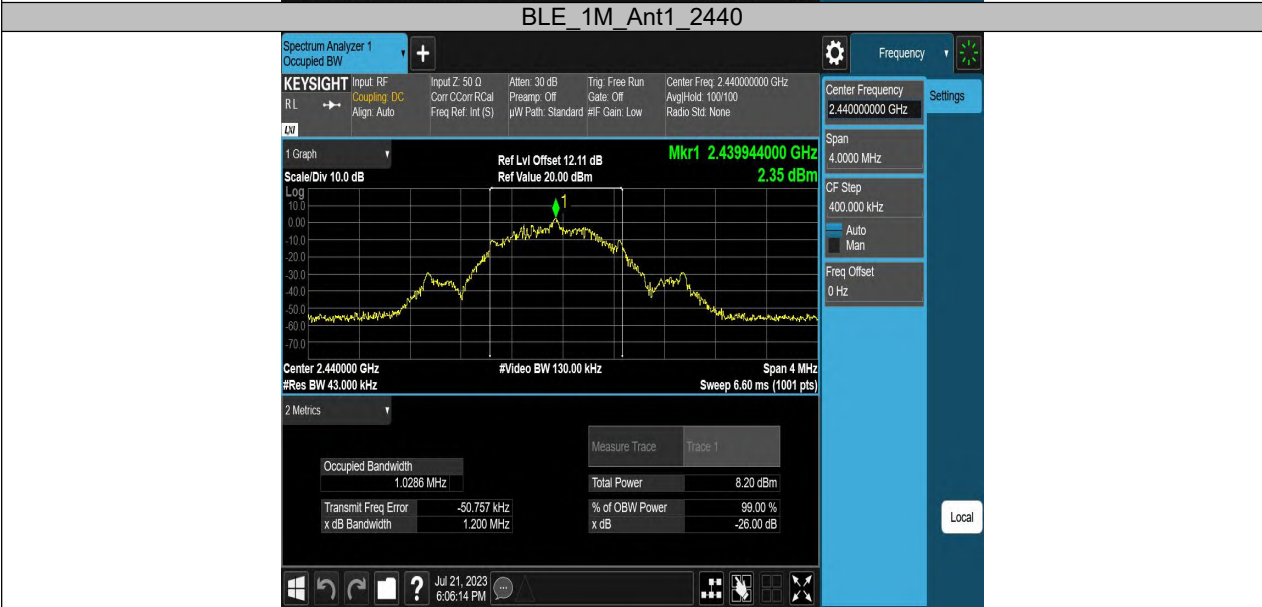 BLE_1M_Ant1_2440
Spectrum Analyzer 1
Occupied BW
+
Frequency
KEYSIGHT
RL
LXI
Input: RF
Coupling: DC
Align: Auto
Input Z: 50 Ω
Corr CCorr RCal
Freq Ref: Int (S)
Atten: 30 dB
Preamp: Off
µW Path: Standard
Trig: Free Run
Gate: Off
#IF Gain: Low
Center Freq: 2.440000000 GHz
Avg|Hold: 100/100
Radio Std: None
Center Frequency
2.440000000 GHz
Settings
Span
4.0000 MHz
CF Step
400.000 kHz
Auto
Man
Freq Offset
0 Hz
1 Graph
Scale/Div 10.0 dB
Ref Lvl Offset 12.11 dB
Ref Value 20.00 dBm
Mkr1 2.439944000 GHz
2.35 dBm
Log
10.0
0.00
-10.0
-20.0
-30.0
-40.0
-50.0
-60.0
-70.0
1
Center 2.440000 GHz
#Video BW 130.00 kHz
Span 4 MHz
#Res BW 43.000 kHz
Sweep 6.60 ms (1001 pts)
2 Metrics
Measure Trace Trace 1
Occupied Bandwidth
1.0286 MHz
Total Power 8.20 dBm
Transmit Freq Error -50.757 kHz
% of OBW Power 99.00 %
x dB Bandwidth 1.200 MHz
x dB -26.00 dB
Local
?
Jul 21, 2023
6:06:14 PM